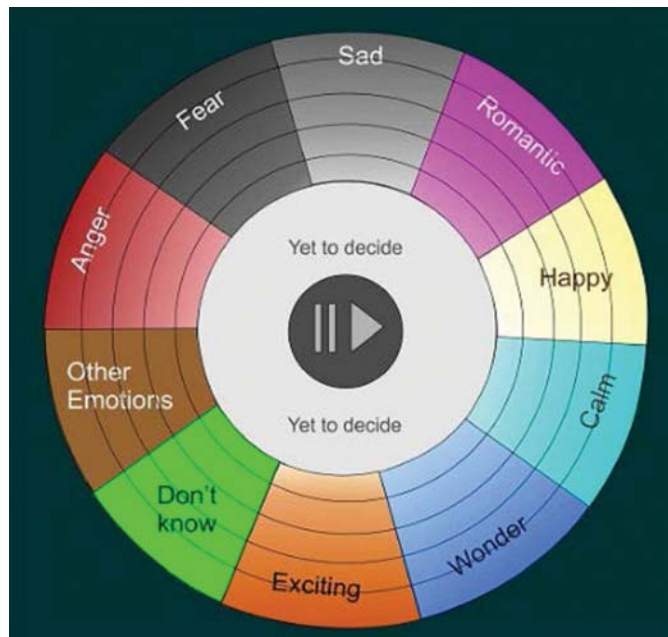 Sad
Romantic
Happy
Calm
Wonder
Exciting
Don't
know
Other
Emotions
Anger
Fear
Yet to decide
Yet to decide